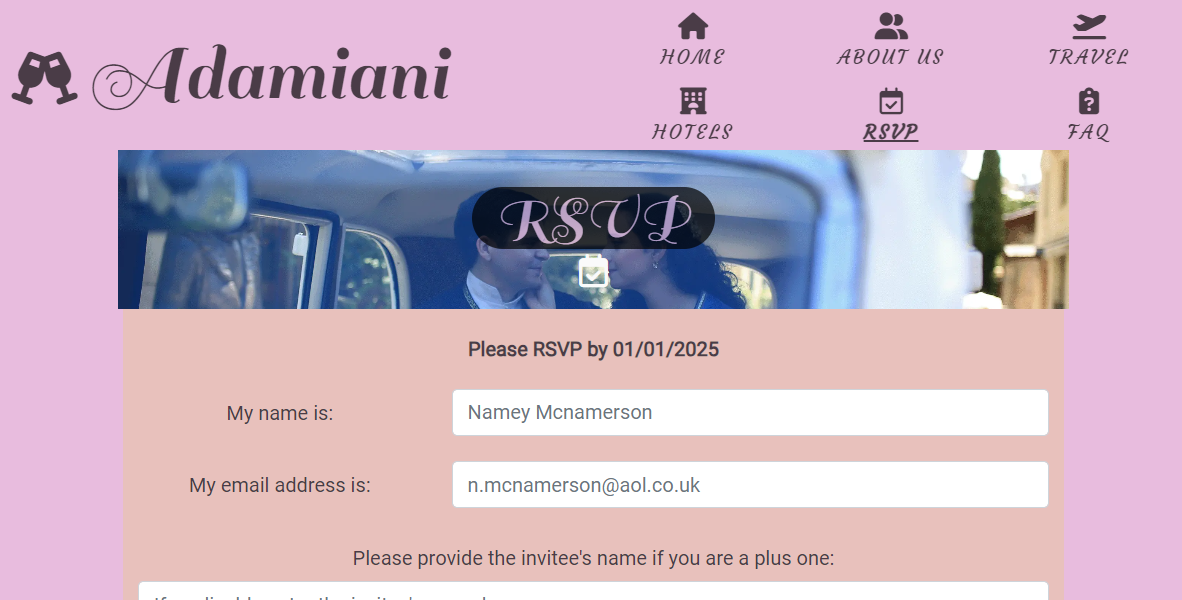 Adamiani
HOME
ABOUT US
TRAVEL
HOTELS
RSVP
FAQ
RSVP
Please RSVP by 01/01/2025
My name is:
Namey Mcnamerson
My email address is:
n.mcnamerson@aol.co.uk
Please provide the invitee's name if you are a plus one: